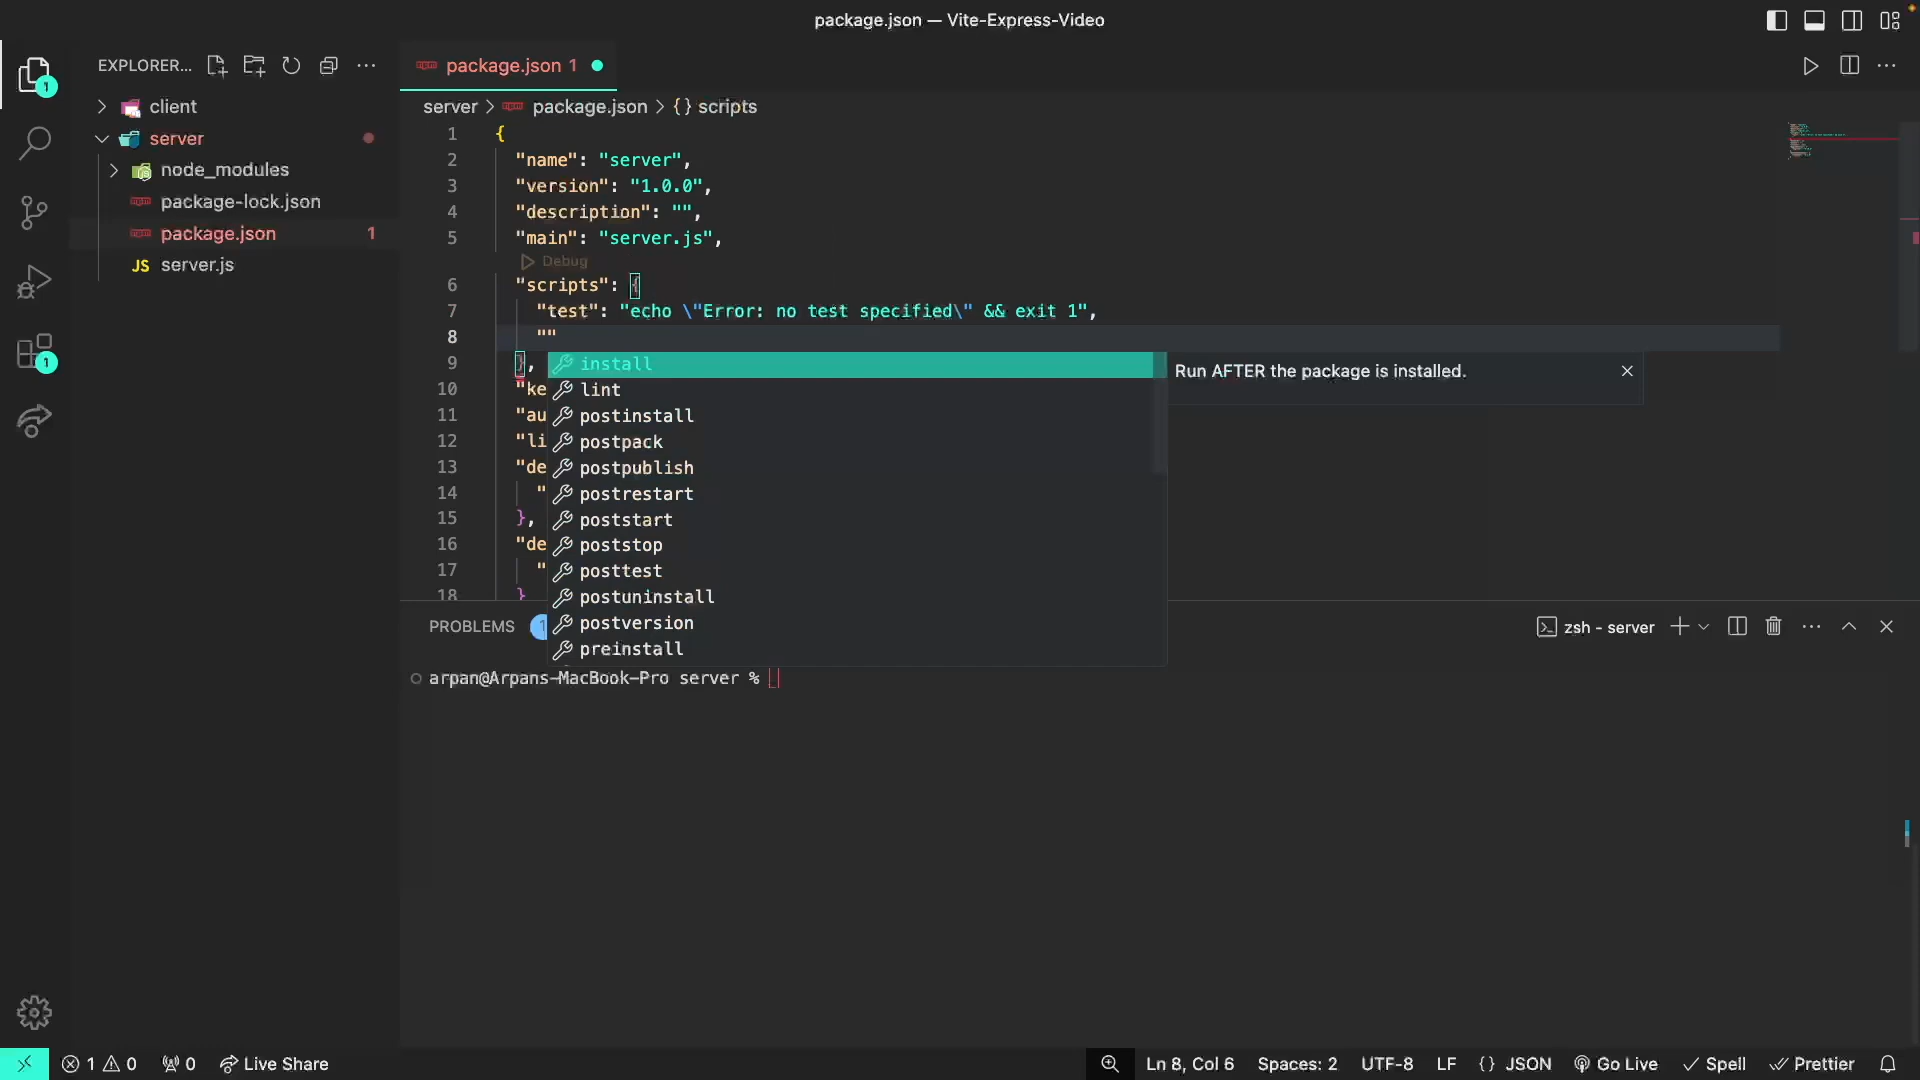 package.json — Vite-Express-Video
EXPLORER...
package.json 1
client
server
node_modules
package-lock.json
package.json 1
server.js
1
1
server > package.json > {} scripts
1 {
2 "name": "server",
3 "version": "1.0.0",
4 "description": "",
5 "main": "server.js",
Debug
6 "scripts": {
7 "test": "echo \"Error: no test specified\" && exit 1",
8 ""
9 },
10 "ke
11 "au
12 "li
13 "de
14 "
15 },
16 "de
17 "
18 }
install
lint
postinstall
postpack
postpublish
postrestart
poststart
poststop
posttest
postuninstall
postversion
preinstall
Run AFTER the package is installed.
PROBLEMS 1
zsh - server
arpan@Arpans-MacBook-Pro server %
1 0 0 Live Share
Ln 8, Col 6 Spaces: 2 UTF-8 LF {} JSON Go Live Spell Prettier